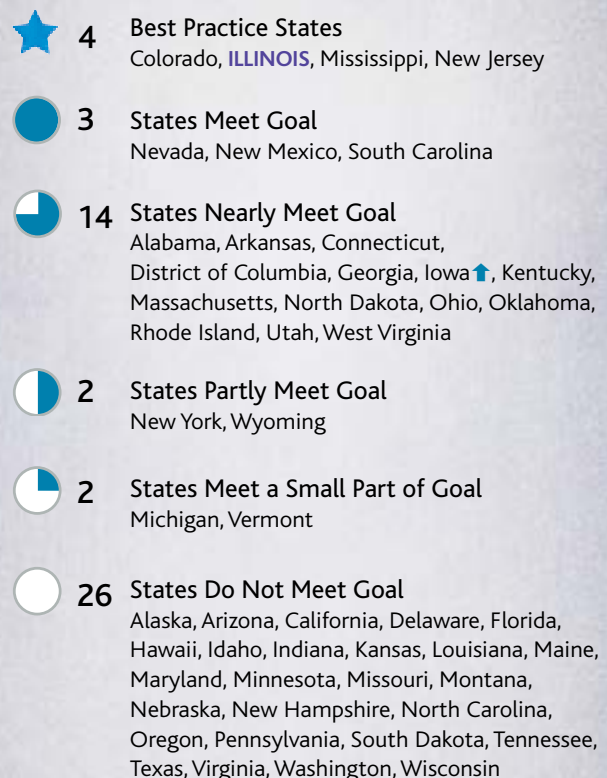 4 Best Practice States
Colorado, ILLINOIS, Mississippi, New Jersey
3 States Meet Goal
Nevada, New Mexico, South Carolina
14 States Nearly Meet Goal
Alabama, Arkansas, Connecticut,
District of Columbia, Georgia, Iowa⬆, Kentucky,
Massachusetts, North Dakota, Ohio, Oklahoma,
Rhode Island, Utah, West Virginia
2 States Partly Meet Goal
New York, Wyoming
2 States Meet a Small Part of Goal
Michigan, Vermont
26 States Do Not Meet Goal
Alaska, Arizona, California, Delaware, Florida,
Hawaii, Idaho, Indiana, Kansas, Louisiana, Maine,
Maryland, Minnesota, Missouri, Montana,
Nebraska, New Hampshire, North Carolina,
Oregon, Pennsylvania, South Dakota, Tennessee,
Texas, Virginia, Washington, Wisconsin